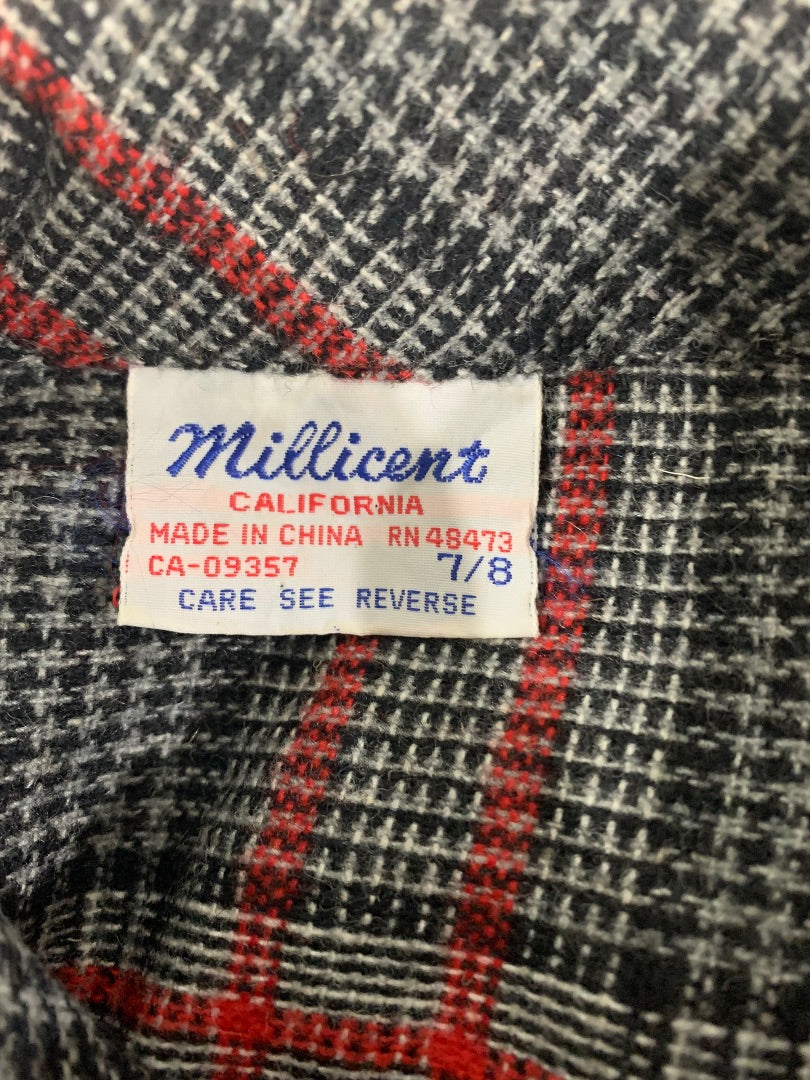 Millicent
CALIFORNIA
MADE IN CHINA RN 48473
CA-09357 7/8
CARE SEE REVERSE